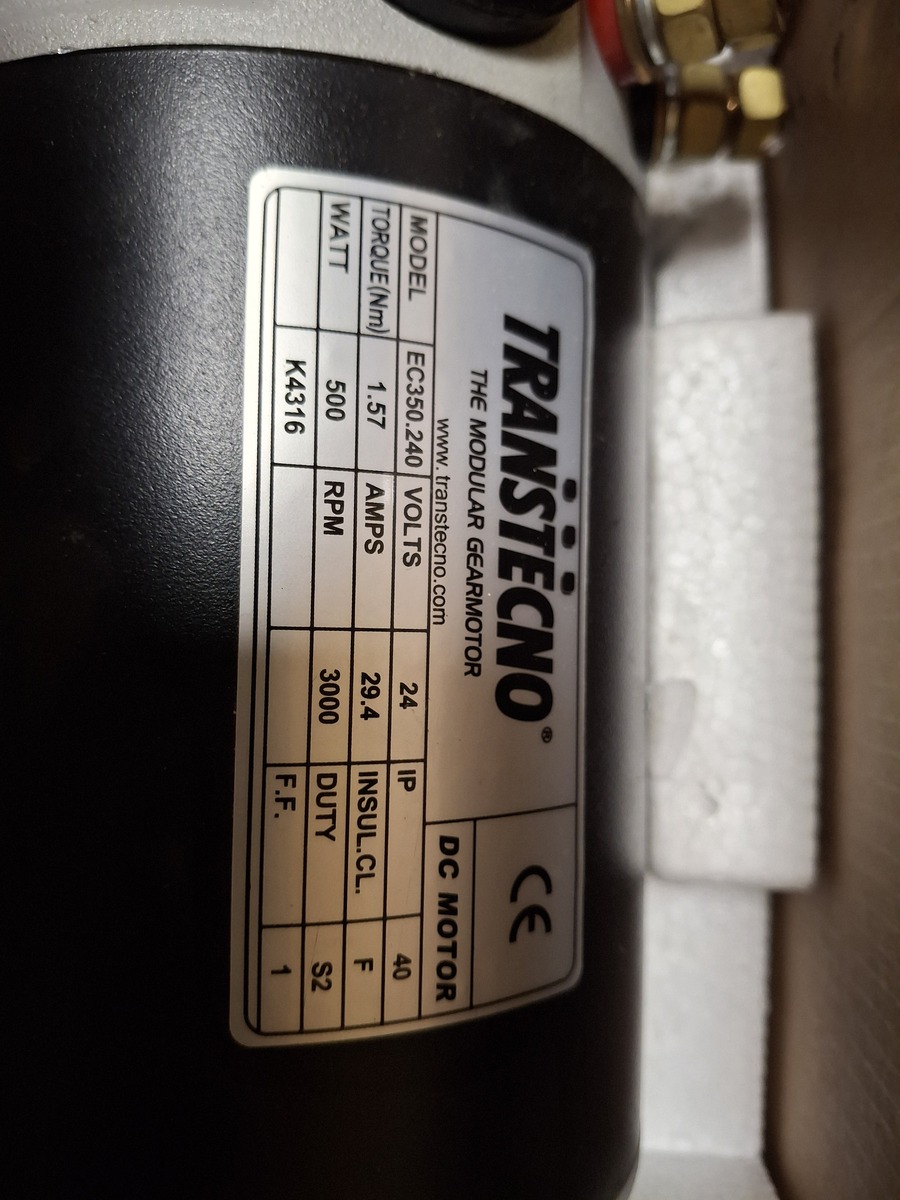 TRANSTECNO®
THE MODULAR GEARMOTOR
www.transtecno.com
CE
DC MOTOR
MODEL EC350.240 VOLTS 24 IP 40
TORQUE(Nm) 1.57 AMPS 29.4 INSUL.CL. F
WATT 500 RPM 3000 DUTY S2
K4316 F.F. 1